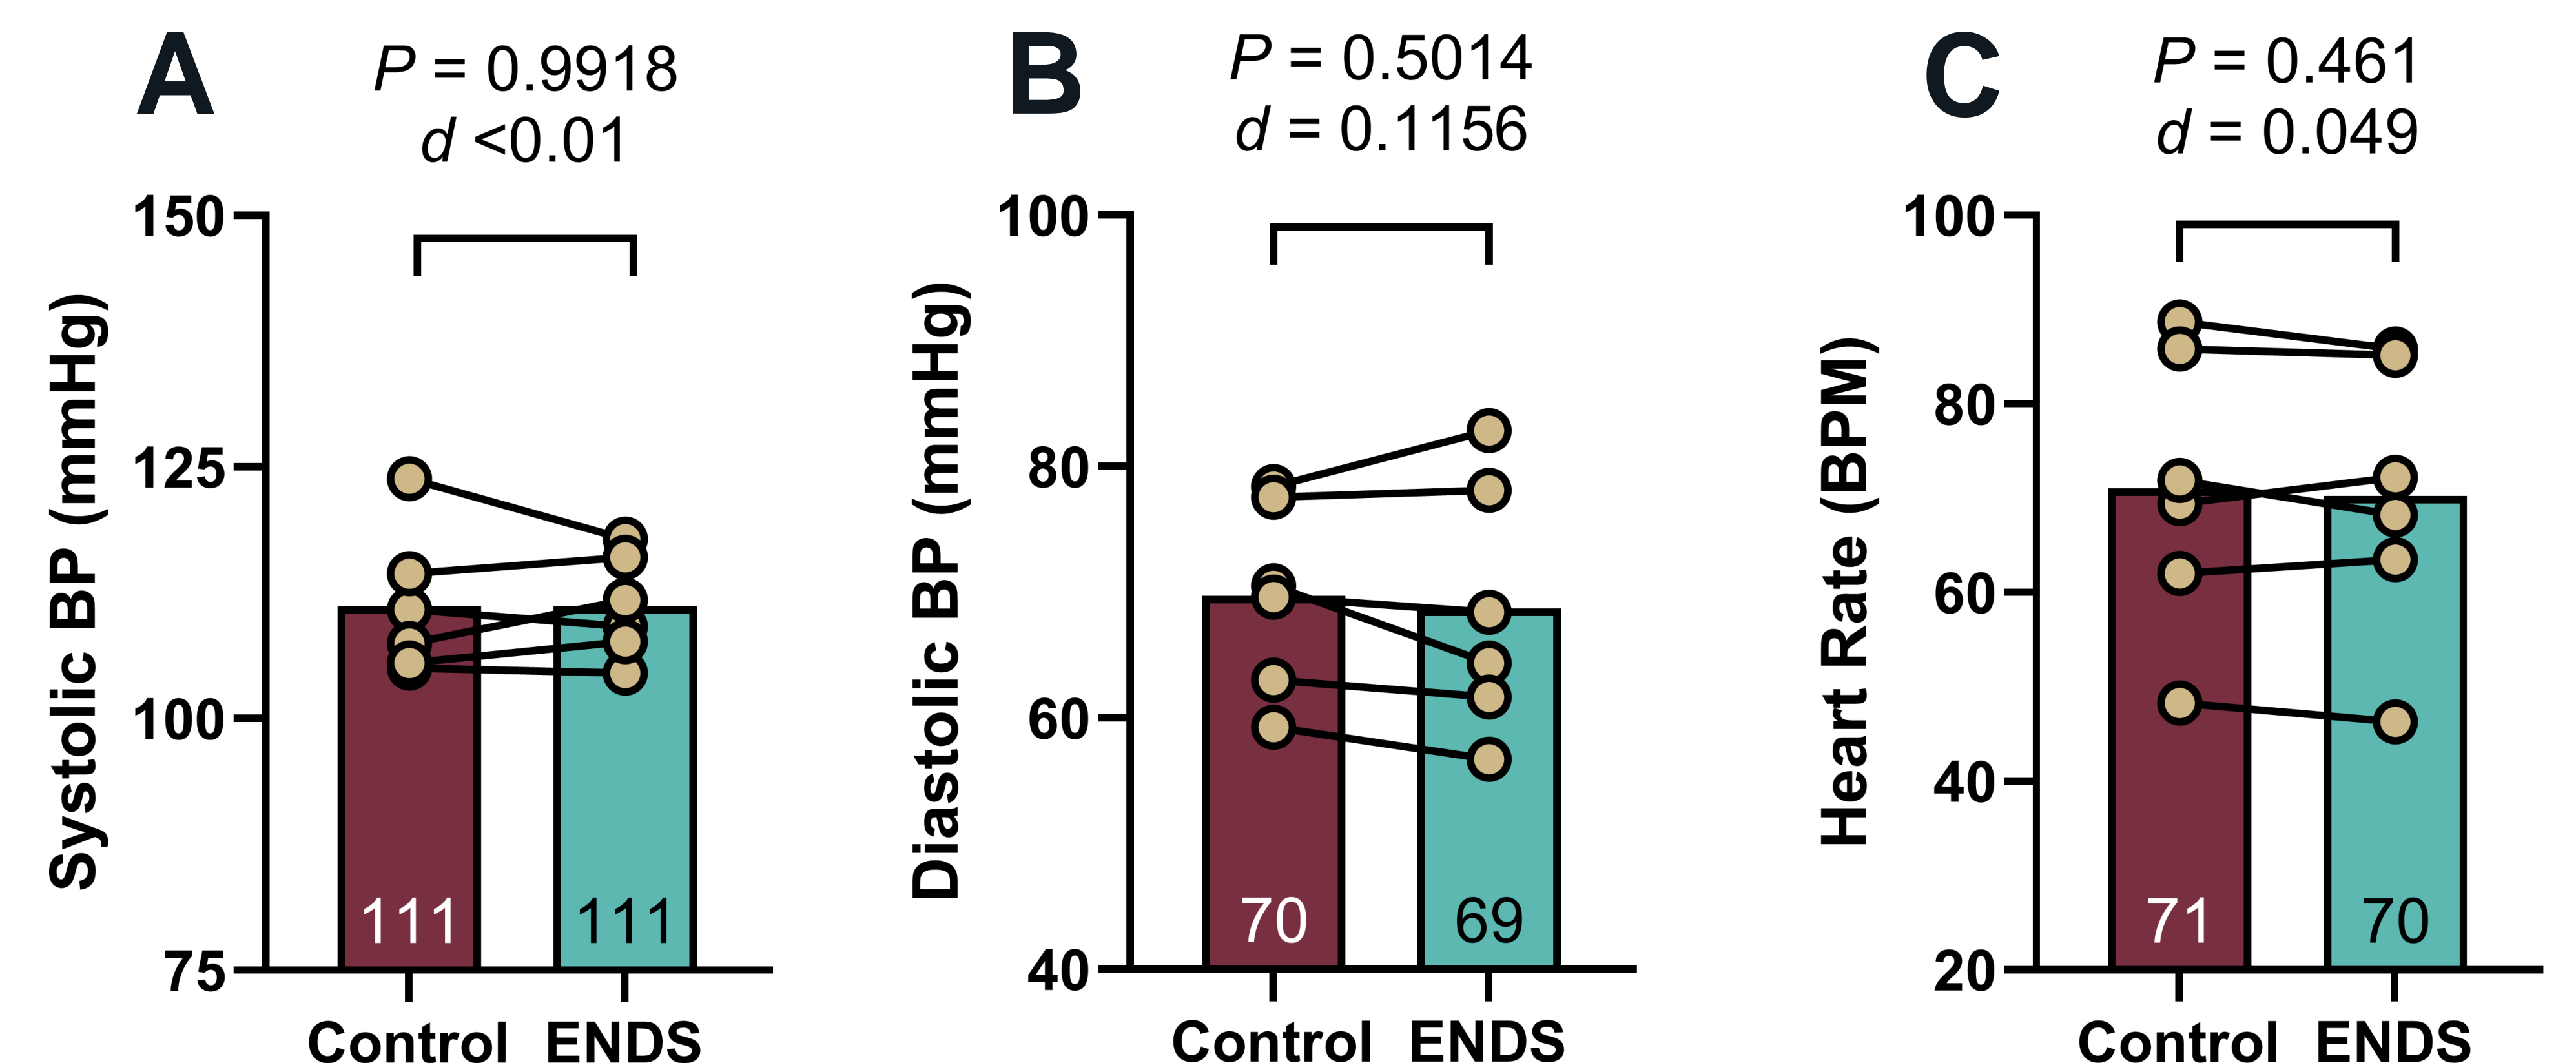 A
P = 0.9918
d <0.01
Systolic BP (mmHg)
150
125
100
75
111
111
Control
ENDS
B
P = 0.5014
d = 0.1156
Diastolic BP (mmHg)
100
80
60
40
70
69
Control
ENDS
C
P = 0.461
d = 0.049
Heart Rate (BPM)
100
80
60
40
20
71
70
Control
ENDS